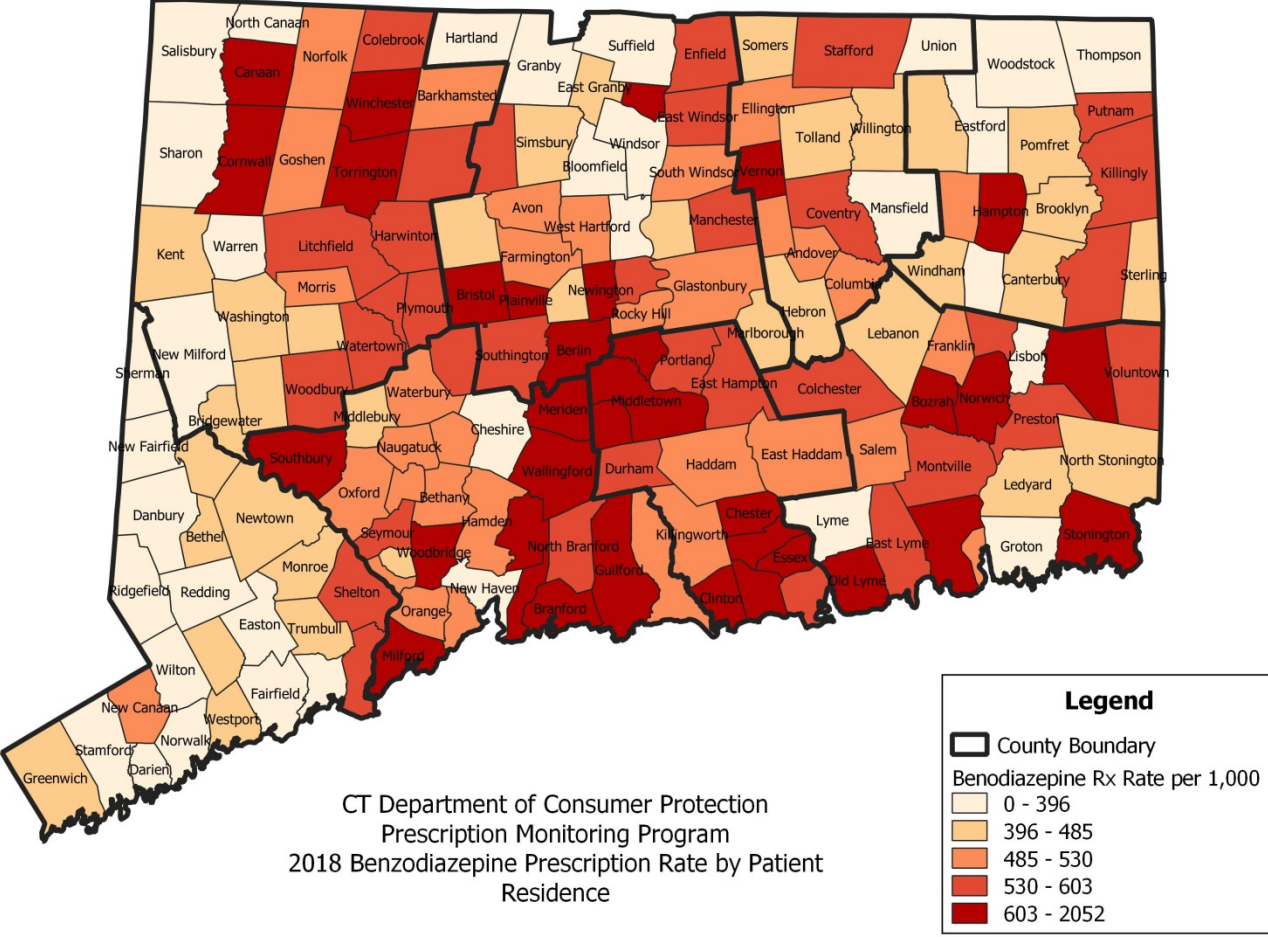 North Canaan
Salisbury
Canaan
Norfolk
Colebrook
Hartland
Granby
Suffield
Enfield
Somers
Stafford
Union
Woodstock
Thompson
Winchester
Barkhamsted
East Granby
East Windsor
Ellington
Tolland
Willington
Eastford
Pomfret
Putnam
Sharon
Cornwall
Goshen
Torrington
Simsbury
Bloomfield
Windsor
South Windsor
Vernon
Killingly
Mansfield
Hampton
Brooklyn
Kent
Warren
Litchfield
Harwinton
Avon
West Hartford
Manchester
Coventry
Farmington
Andover
Windham
Canterbury
Sterling
Morris
Bristol
Plainville
Newington
Glastonbury
Columbia
Washington
Plymouth
Rocky Hill
Hebron
Marlborough
Lebanon
Franklin
Lisbon
Voluntown
New Milford
Watertown
Southington
Berlin
Portland
Sherman
Woodbury
Waterbury
East Hampton
Colchester
Bozrah
Norwich
Preston
Bridgewater
Middlebury
Meriden
Middletown
Cheshire
New Fairfield
Southbury
Naugatuck
Wallingford
Durham
Haddam
East Haddam
Salem
Montville
North Stonington
Oxford
Bethany
Ledyard
Danbury
Newtown
Bethel
Seymour
Hamden
Chester
Lyme
Killingworth
East Lyme
Groton
Stonington
Woodbridge
North Branford
Essex
Monroe
Guilford
Old Lyme
Ridgefield
Redding
Shelton
New Haven
Clinton
Orange
Branford
Easton
Trumbull
Milford
Wilton
Fairfield
New Canaan
Westport
Norwalk
Stamford
Darien
Greenwich
CT Department of Consumer Protection
Prescription Monitoring Program
2018 Benzodiazepine Prescription Rate by Patient
Residence
Legend
County Boundary
Benodiazepine Rx Rate per 1,000
0 - 396
396 - 485
485 - 530
530 - 603
603 - 2052